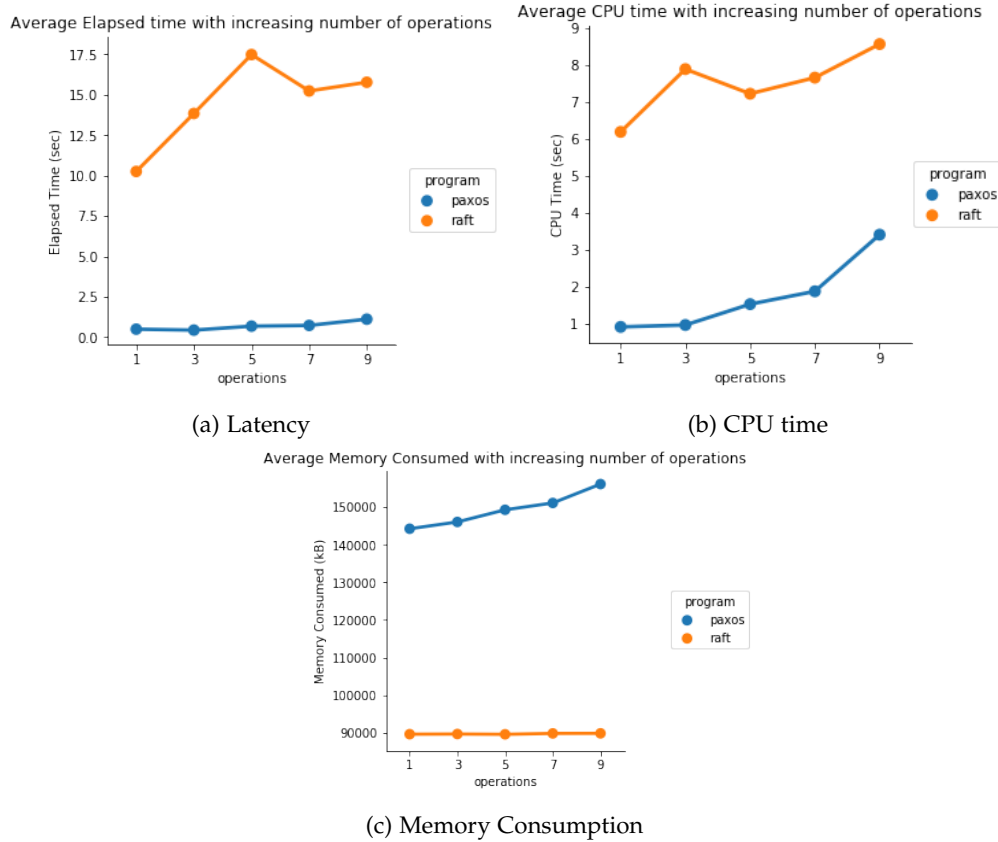 Average Elapsed time with increasing number of operations
17.5
15.0
12.5
10.0
7.5
5.0
2.5
0.0
Elapsed Time (sec)
1 3 5 7 9
operations
program
paxos
raft
(a) Latency
Average CPU time with increasing number of operations
9
8
7
6
5
4
3
2
1
CPU Time (sec)
1 3 5 7 9
operations
program
paxos
raft
(b) CPU time
Average Memory Consumed with increasing number of operations
150000
140000
130000
120000
110000
100000
90000
Memory Consumed (kB)
1 3 5 7 9
operations
program
paxos
raft
(c) Memory Consumption